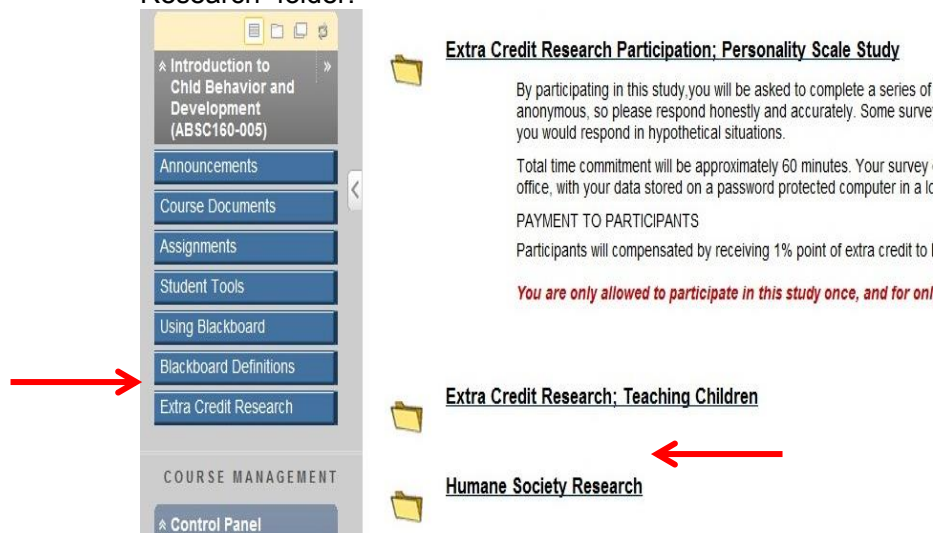 Research folder.
Introduction to
Chld Behavior and
Development
(ABSC160-005)
Announcements
Course Documents
Assignments
Student Tools
Using Blackboard
Blackboard Definitions
Extra Credit Research
COURSE MANAGEMENT
Control Panel
Extra Credit Research Participation; Personality Scale Study
By participating in this study,you will be asked to complete a series of
anonymous, so please respond honestly and accurately. Some surve
you would respond in hypothetical situations.
Total time commitment will be approximately 60 minutes. Your survey
office, with your data stored on a password protected computer in a lo
PAYMENT TO PARTICIPANTS
Participants will compensated by receiving 1% point of extra credit to
You are only allowed to participate in this study once, and for onl
Extra Credit Research; Teaching Children
Humane Society Research